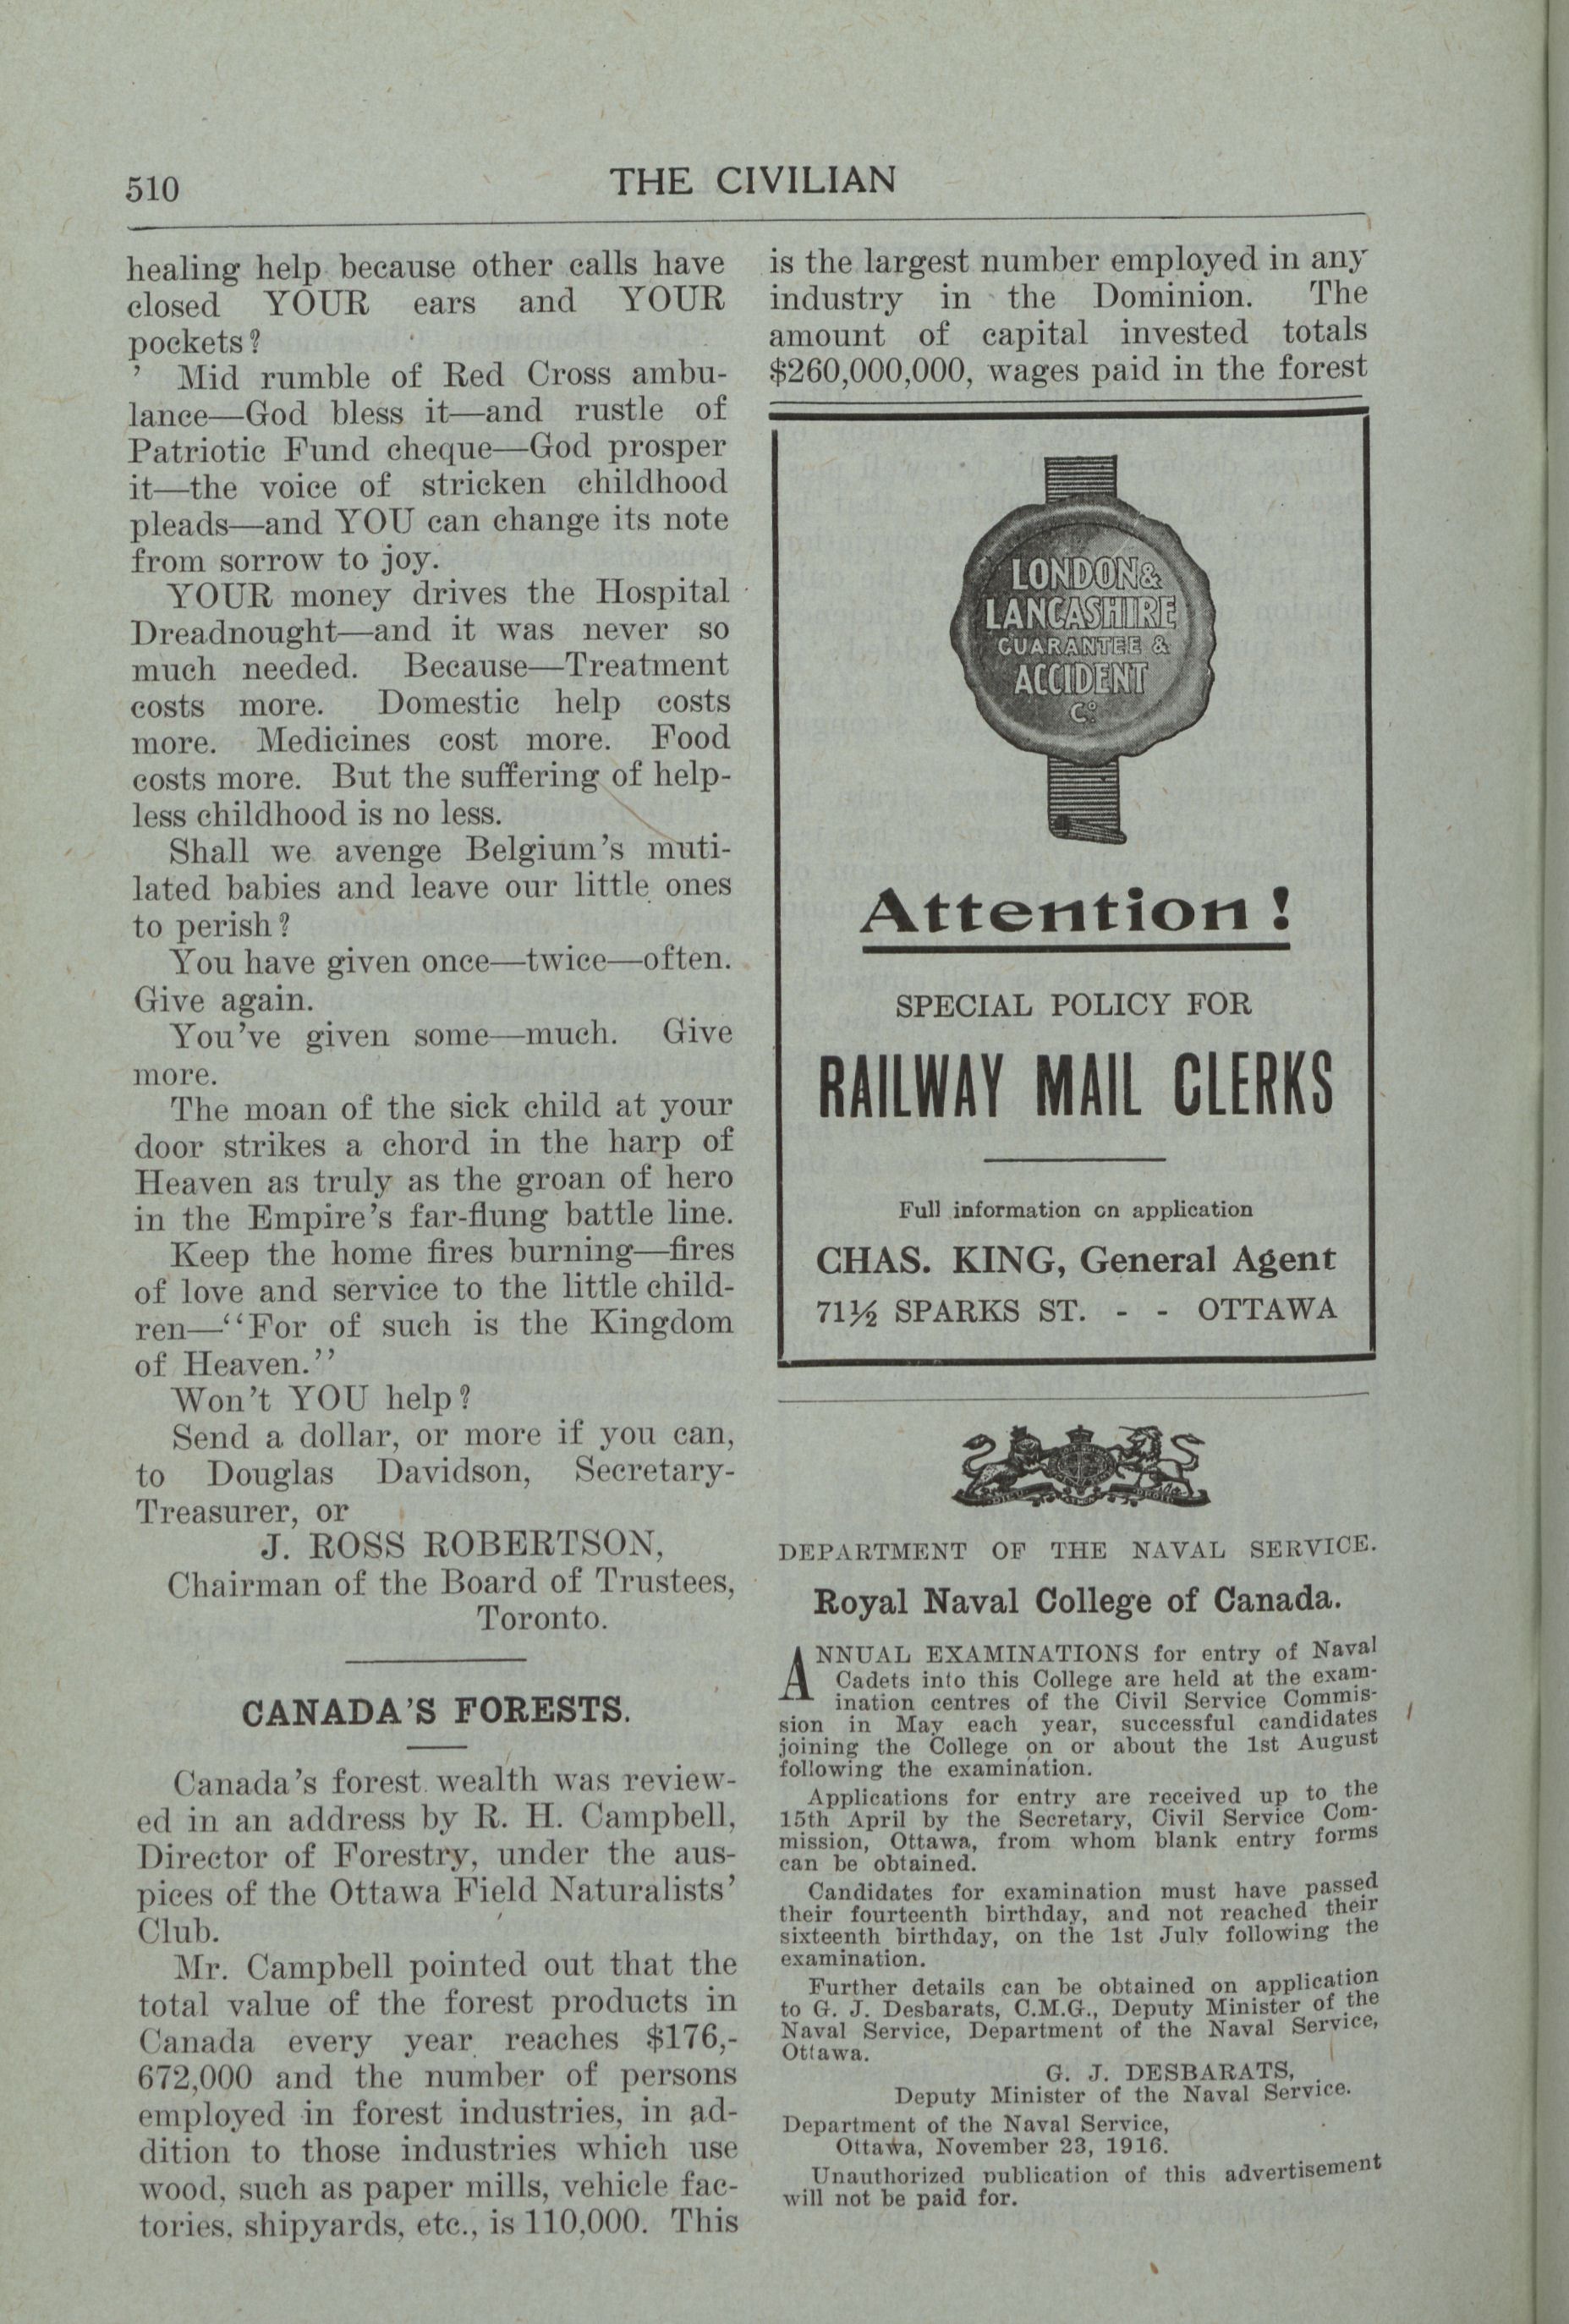 510
THE CIVILIAN
healing help because other calls have
closed YOUR ears and YOUR
pockets?
' Mid rumble of Red Cross ambu-
lance—God bless it—and rustle of
Patriotic Fund cheque—God prosper
it—the voice of stricken childhood
pleads—and YOU can change its note
from sorrow to joy.
YOUR money drives the Hospital
Dreadnought—and it was never so
much needed. Because—Treatment
costs more. Domestic help costs
more. Medicines cost more. Food
costs more. But the suffering of help-
less childhood is no less.
Shall we avenge Belgium's muti-
lated babies and leave our little ones
to perish?
You have given once—twice—often.
Give again.
You've given some—much. Give
more.
The moan of the sick child at your
door strikes a chord in the harp of
Heaven as truly as the groan of hero
in the Empire's far-flung battle line.
Keep the home fires burning—fires
of love and service to the little child-
ren—"For of such is the Kingdom
of Heaven."
Won't YOU help?
Send a dollar, or more if you can,
to Douglas Davidson, Secretary-
Treasurer, or
J. ROSS ROBERTSON,
Chairman of the Board of Trustees,
Toronto.
CANADA'S FORESTS.
Canada's forest wealth was review-
ed in an address by R. H. Campbell,
Director of Forestry, under the aus-
pices of the Ottawa Field Naturalists'
Club.
Mr. Campbell pointed out that the
total value of the forest products in
Canada every year reaches $176,-
672,000 and the number of persons
employed in forest industries, in ad-
dition to those industries which use
wood, such as paper mills, vehicle fac-
tories, shipyards, etc., is 110,000. This
is the largest number employed in any
industry in the Dominion. The
amount of capital invested totals
$260,000,000, wages paid in the forest
LONDON &
LANCASHIRE
GUARANTEE &
ACCIDENT
Co.
Attention!
SPECIAL POLICY FOR
RAILWAY MAIL CLERKS
Full information on application
CHAS. KING, General Agent
71½ SPARKS ST. - - OTTAWA
DEPARTMENT OF THE NAVAL SERVICE.
Royal Naval College of Canada.
ANNUAL EXAMINATIONS for entry of Naval
Cadets into this College are held at the exam-
ination centres of the Civil Service Commis-
sion in May each year, successful candidates
joining the College on or about the 1st August
following the examination.
Applications for entry are received up to the
15th April by the Secretary, Civil Service Com-
mission, Ottawa, from whom blank entry forms
can be obtained.
Candidates for examination must have passed
their fourteenth birthday, and not reached their
sixteenth birthday, on the 1st July following the
examination.
Further details can be obtained on application
to G. J. Desbarats, C.M.G., Deputy Minister of the
Naval Service, Department of the Naval Service,
Ottawa.
G. J. DESBARATS,
Deputy Minister of the Naval Service.
Department of the Naval Service,
Ottawa, November 23, 1916.
Unauthorized publication of this advertisement
will not be paid for.